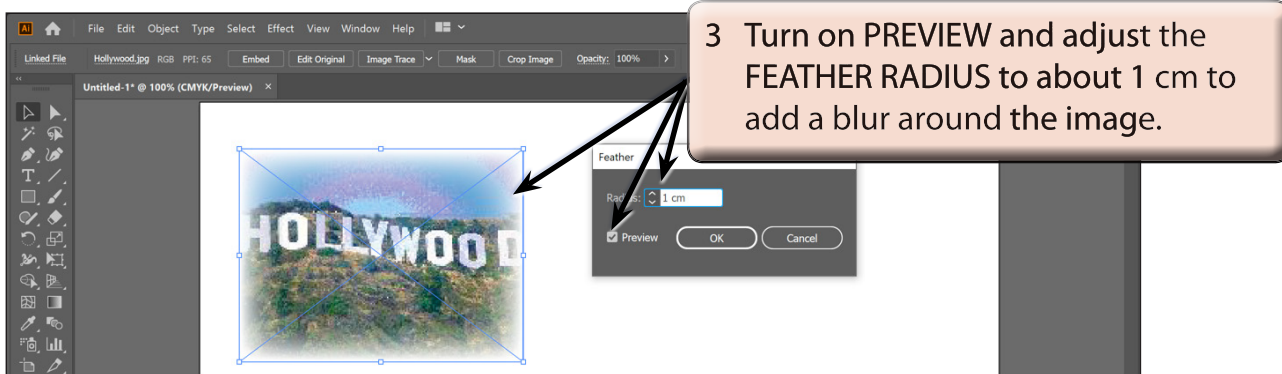 Ai File Edit Object Type Select Effect View Window Help
Linked File Hollywood.jpg RGB PPI: 65 Embed Edit Original Image Trace Mask Crop Image Opacity: 100%
Untitled-1* @ 100% (CMYK/Preview) ×
3 Turn on PREVIEW and adjust the
FEATHER RADIUS to about 1 cm to
add a blur around the image.
HOLLYWOOD
Feather
Radius: 1 cm
Preview OK Cancel